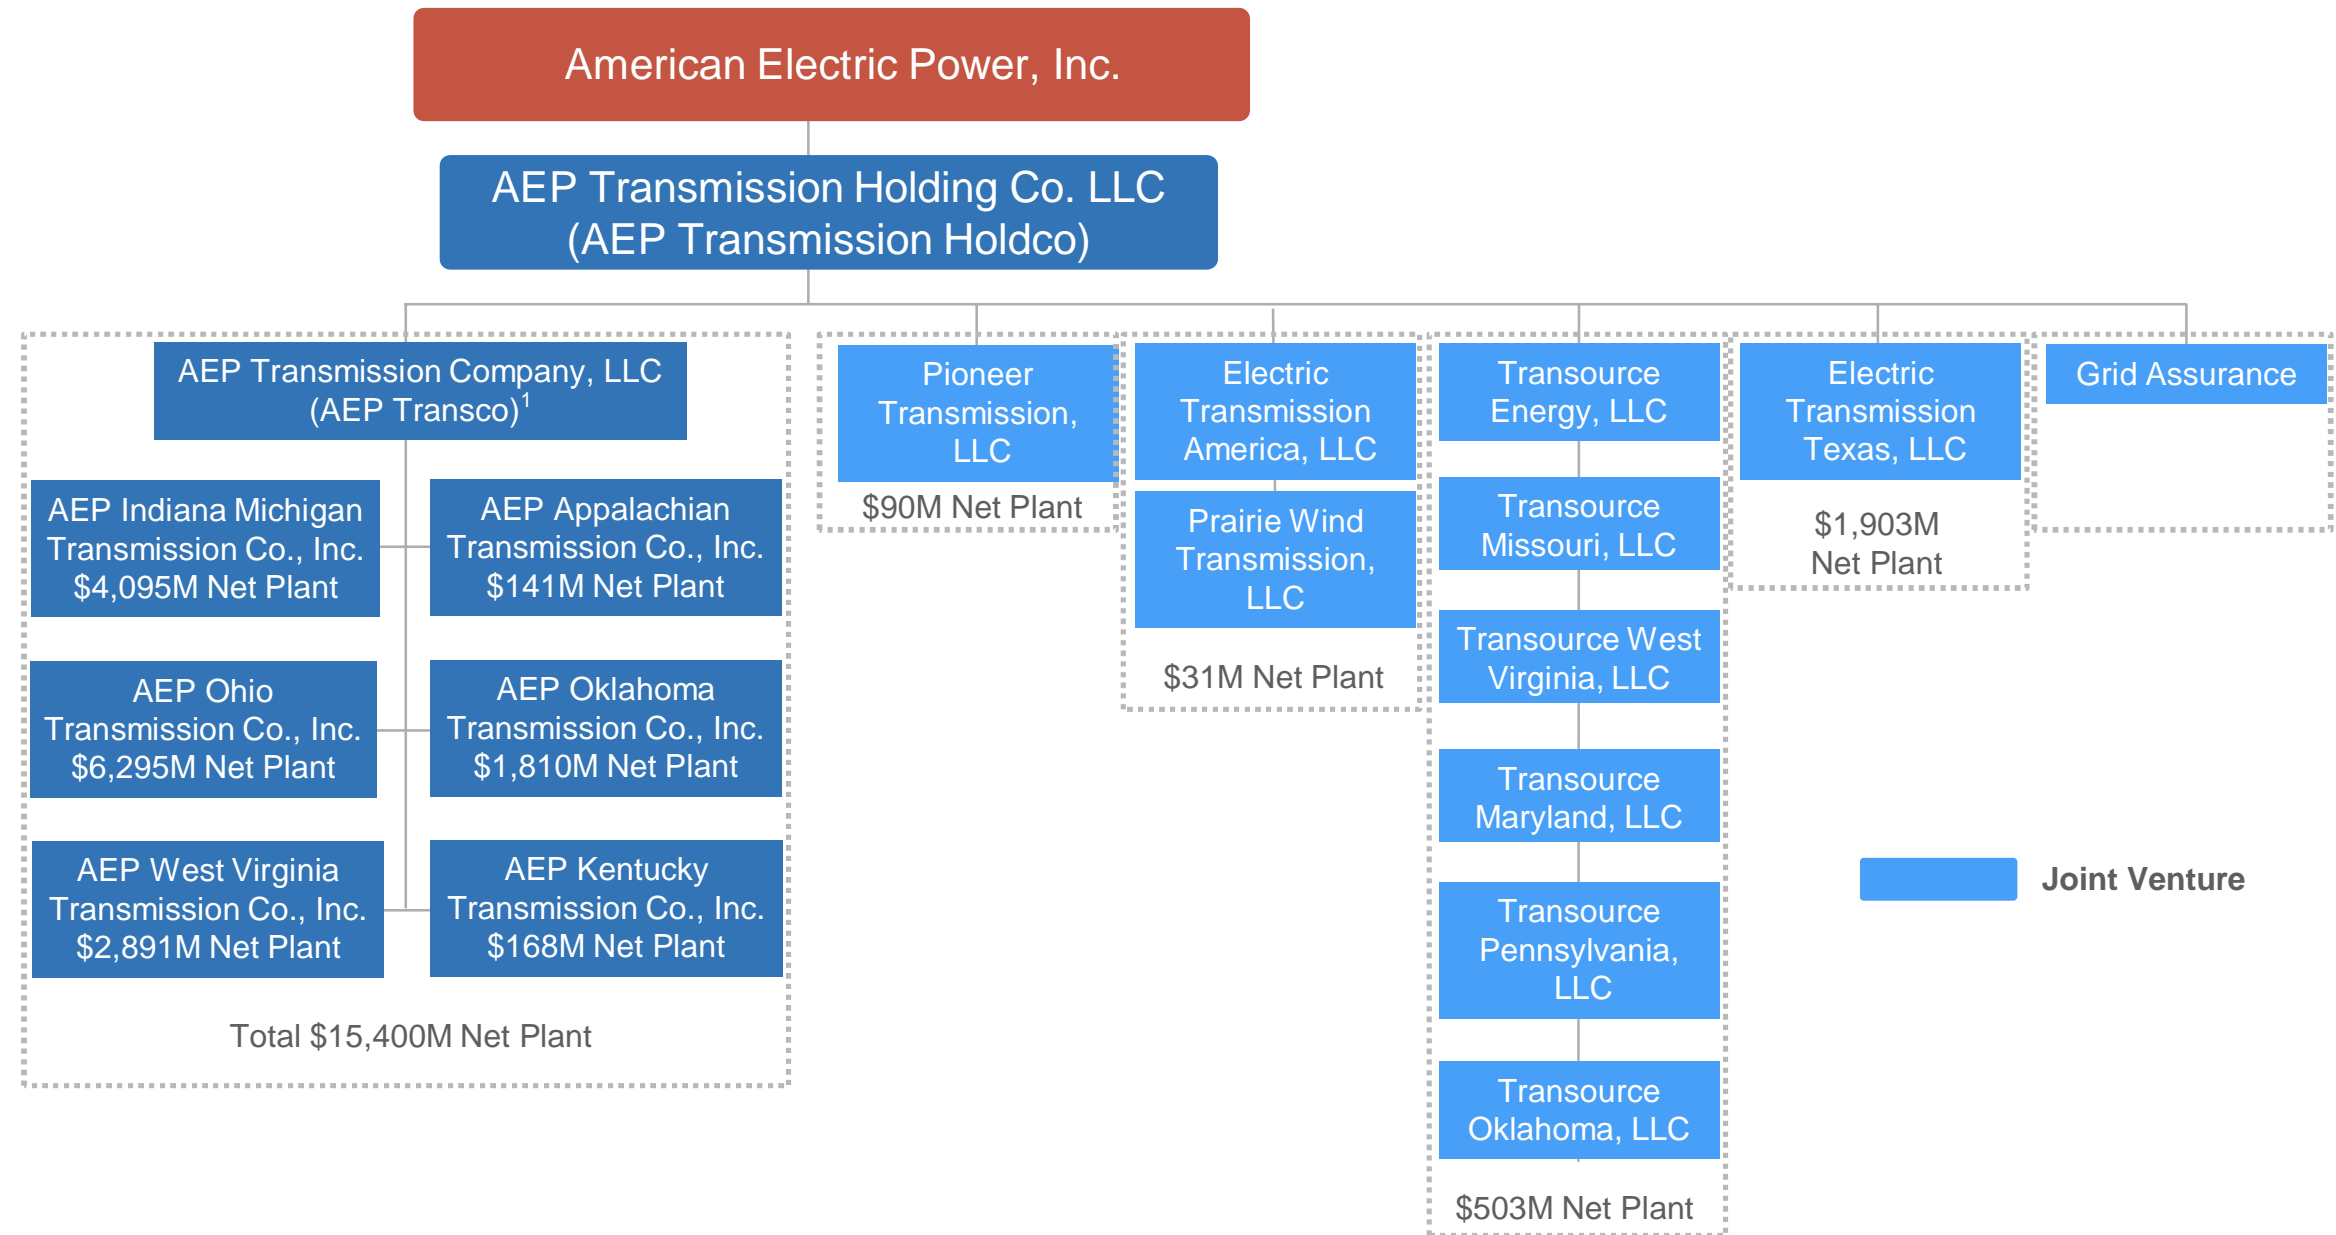 American Electric Power, Inc.
AEP Transmission Holding Co. LLC
(AEP Transmission Holdco)
AEP Transmission Company, LLC
(AEP Transco)1
AEP Indiana Michigan
Transmission Co., Inc.
$4,095M Net Plant
AEP Appalachian
Transmission Co., Inc.
$141M Net Plant
AEP Ohio
Transmission Co., Inc.
$6,295M Net Plant
AEP Oklahoma
Transmission Co., Inc.
$1,810M Net Plant
AEP West Virginia
Transmission Co., Inc.
$2,891M Net Plant
AEP Kentucky
Transmission Co., Inc.
$168M Net Plant
Total $15,400M Net Plant
Pioneer
Transmission,
LLC
$90M Net Plant
Electric
Transmission
America, LLC
Prairie Wind
Transmission,
LLC
$31M Net Plant
Transource
Energy, LLC
Transource
Missouri, LLC
Transource West
Virginia, LLC
Transource
Maryland, LLC
Transource
Pennsylvania,
LLC
Transource
Oklahoma, LLC
$503M Net Plant
Electric
Transmission
Texas, LLC
$1,903M
Net Plant
Grid Assurance
Joint Venture